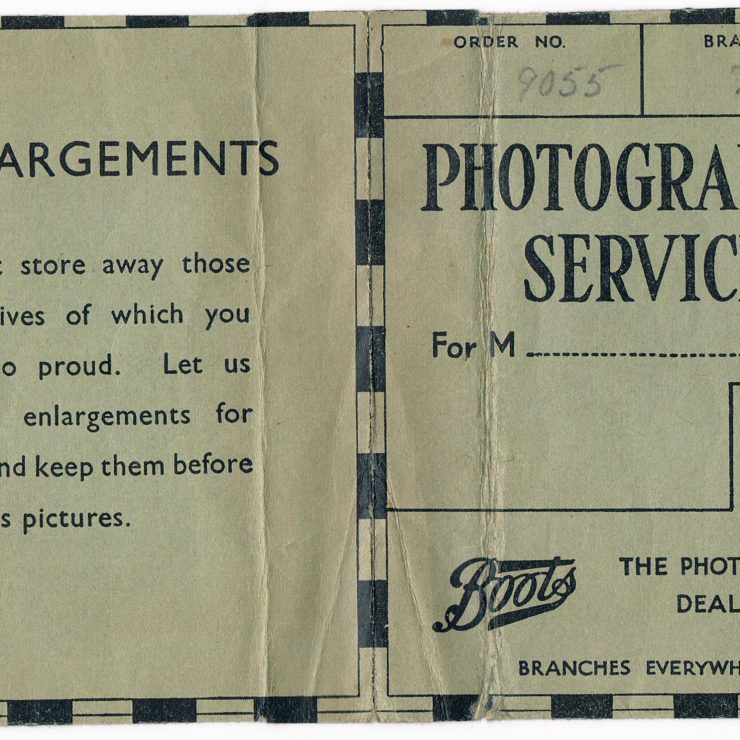 ARGEMENTS
store away those
ives of which you
o proud. Let us
enlargements for
nd keep them before
s pictures.
ORDER NO.
BRA
9055
PHOTOGRA
SERVIC
For M
Boots
THE PHOT
DEAL
BRANCHES EVERYWH